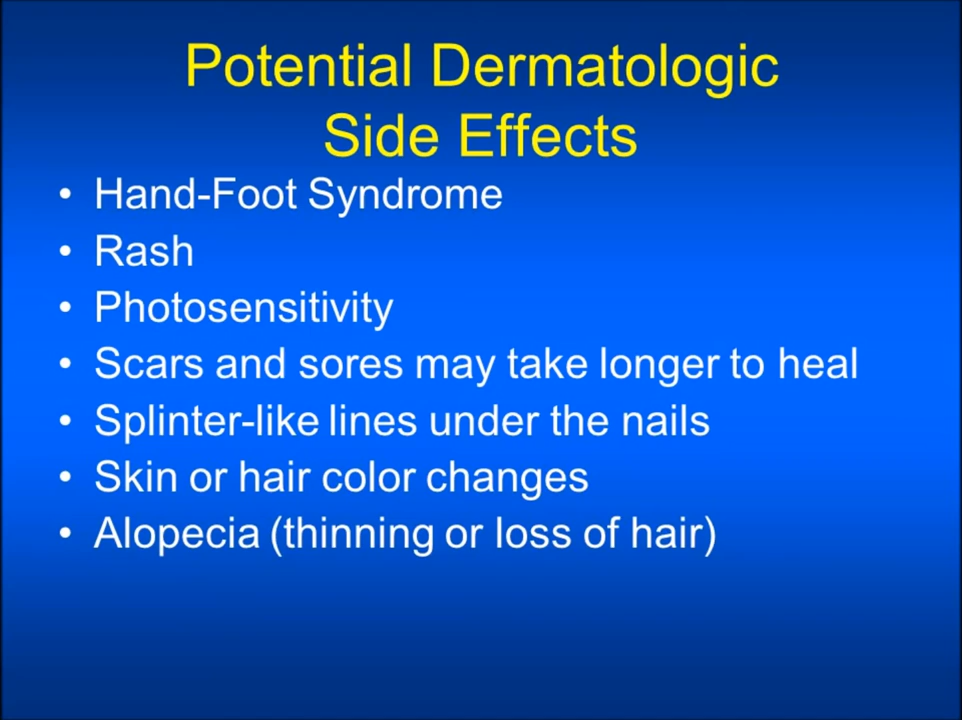 Potential Dermatologic
Side Effects
• Hand-Foot Syndrome
• Rash
• Photosensitivity
• Scars and sores may take longer to heal
• Splinter-like lines under the nails
• Skin or hair color changes
• Alopecia (thinning or loss of hair)